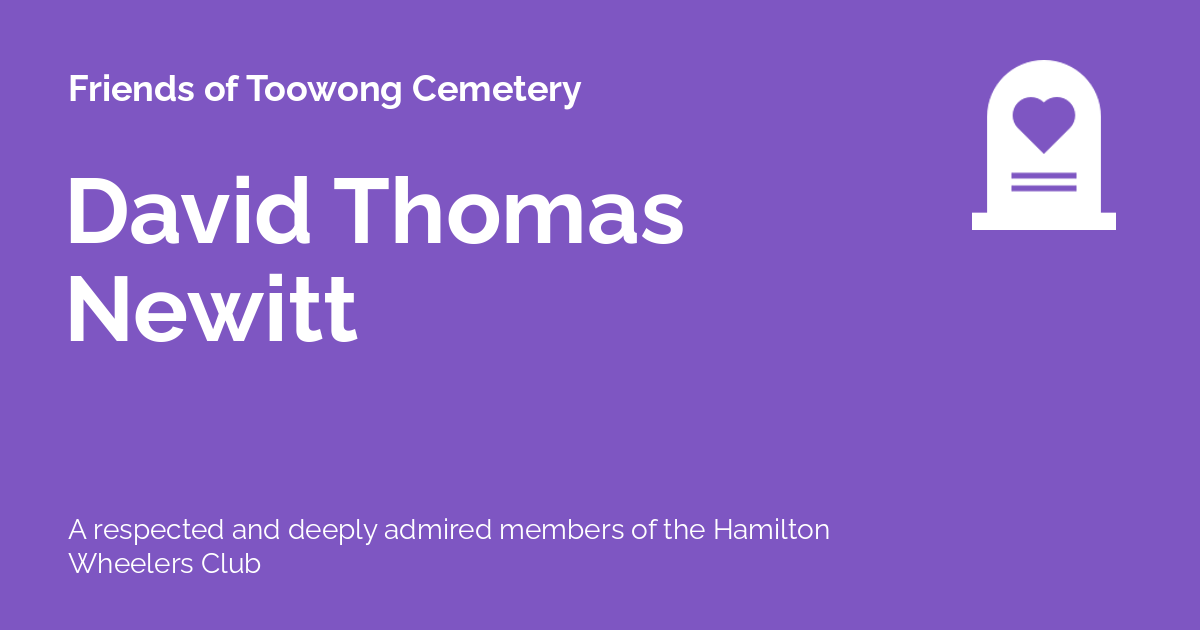 Friends of Toowong Cemetery
David Thomas
Newitt
A respected and deeply admired members of the Hamilton
Wheelers Club